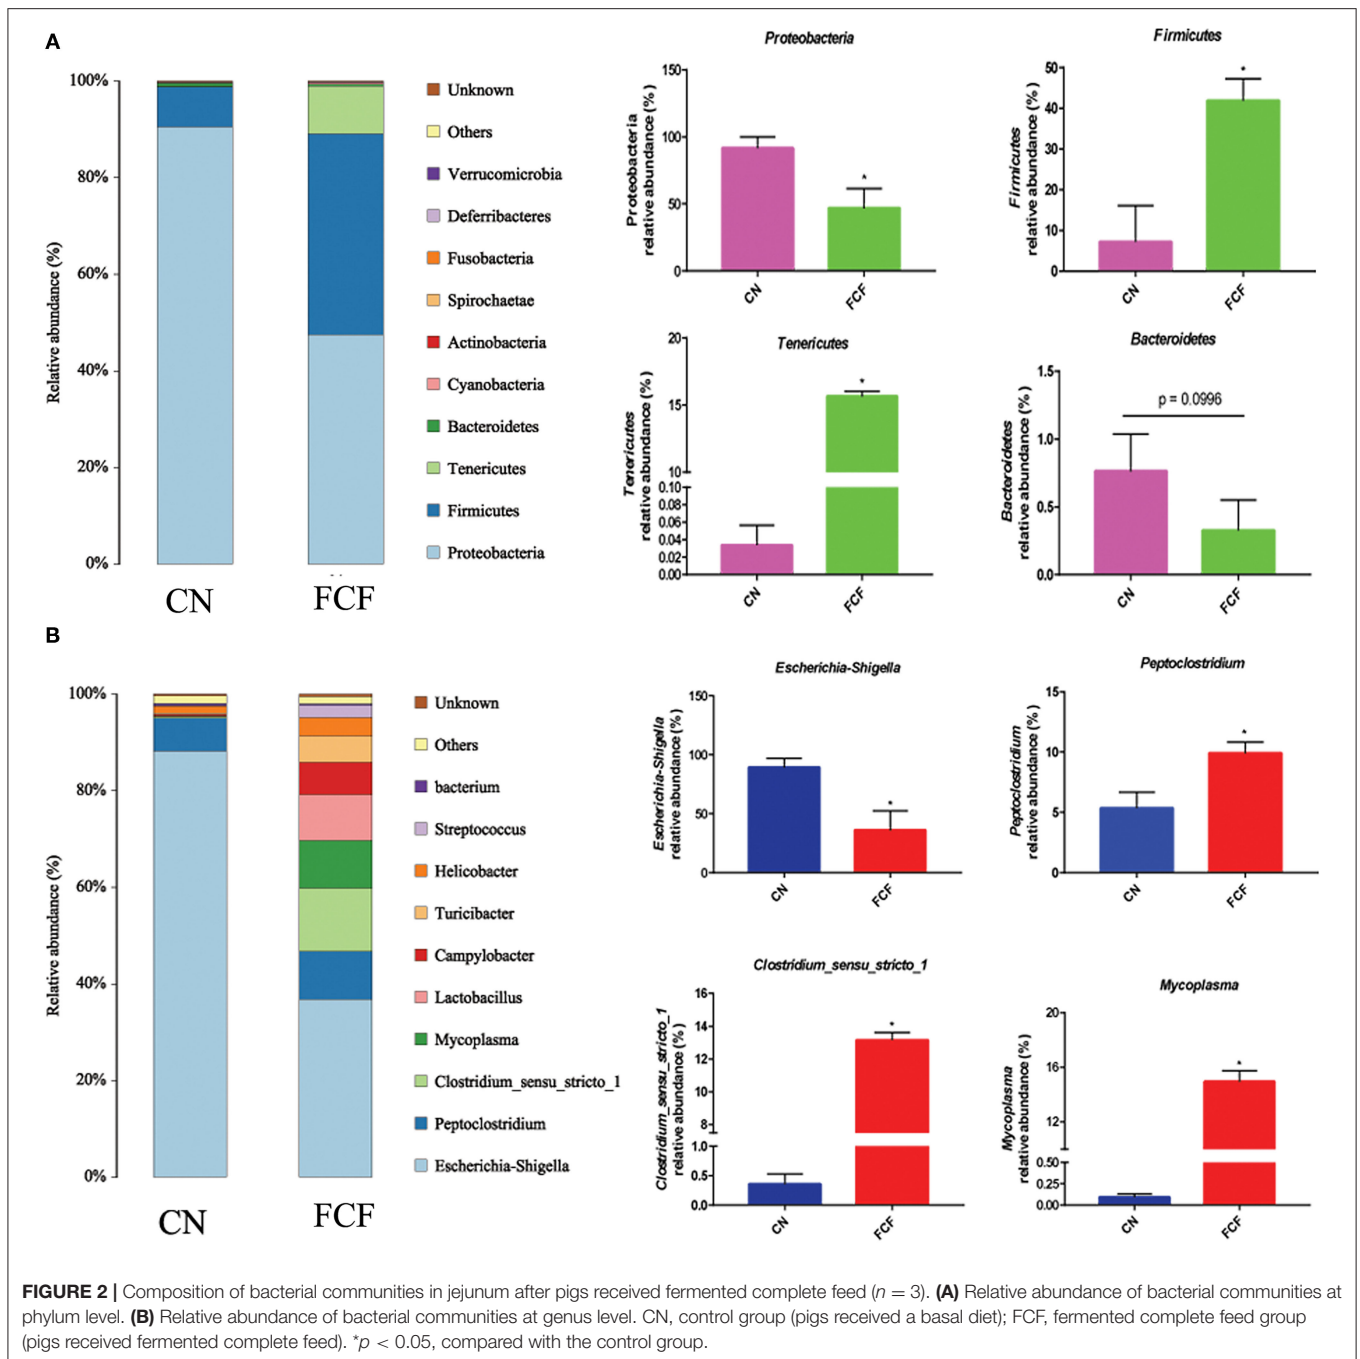 A
100%
80%
60%
40%
20%
0%
Relative abundance (%)
CN
FCF
Unknown
Others
Verrucomicrobia
Deferribacteres
Fusobacteria
Spirochaetae
Actinobacteria
Cyanobacteria
Bacteroidetes
Tenericutes
Firmicutes
Proteobacteria
Proteobacteria
Proteobacteria
relative abundance (%)
150
100
50
0
*
CN
FCF
Firmicutes
Firmicutes
relative abundance (%)
50
40
30
20
10
0
*
CN
FCF
Tenericutes
Tenericutes
relative abundance (%)
20
15
10
0.10
0.08
0.06
0.04
0.02
0.00
*
CN
FCF
Bacteroidetes
Bacteroidetes
relative abundance (%)
1.5
1.0
0.5
0.0
p = 0.0996
CN
FCF
B
100%
80%
60%
40%
20%
0%
Relative abundance (%)
CN
FCF
Unknown
Others
bacterium
Streptococcus
Helicobacter
Turicibacter
Campylobacter
Lactobacillus
Mycoplasma
Clostridium_sensu_stricto_1
Peptoclostridium
Escherichia-Shigella
Escherichia-Shigella
Escherichia-Shigella
relative abundance (%)
150
100
50
0
*
CN
FCF
Peptoclostridium
Peptoclostridium
relative abundance (%)
15
10
5
0
*
CN
FCF
Clostridium_sensu_stricto_1
Clostridium_sensu_stricto_1
relative abundance (%)
16
14
12
10
8
1.0
0.5
0.0
*
CN
FCF
Mycoplasma
Mycoplasma
relative abundance (%)
20
16
12
0.50
0.25
0.00
*
CN
FCF
FIGURE 2 | Composition of bacterial communities in jejunum after pigs received fermented complete feed (n = 3). (A) Relative abundance of bacterial communities at
phylum level. (B) Relative abundance of bacterial communities at genus level. CN, control group (pigs received a basal diet); FCF, fermented complete feed group
(pigs received fermented complete feed). *p < 0.05, compared with the control group.